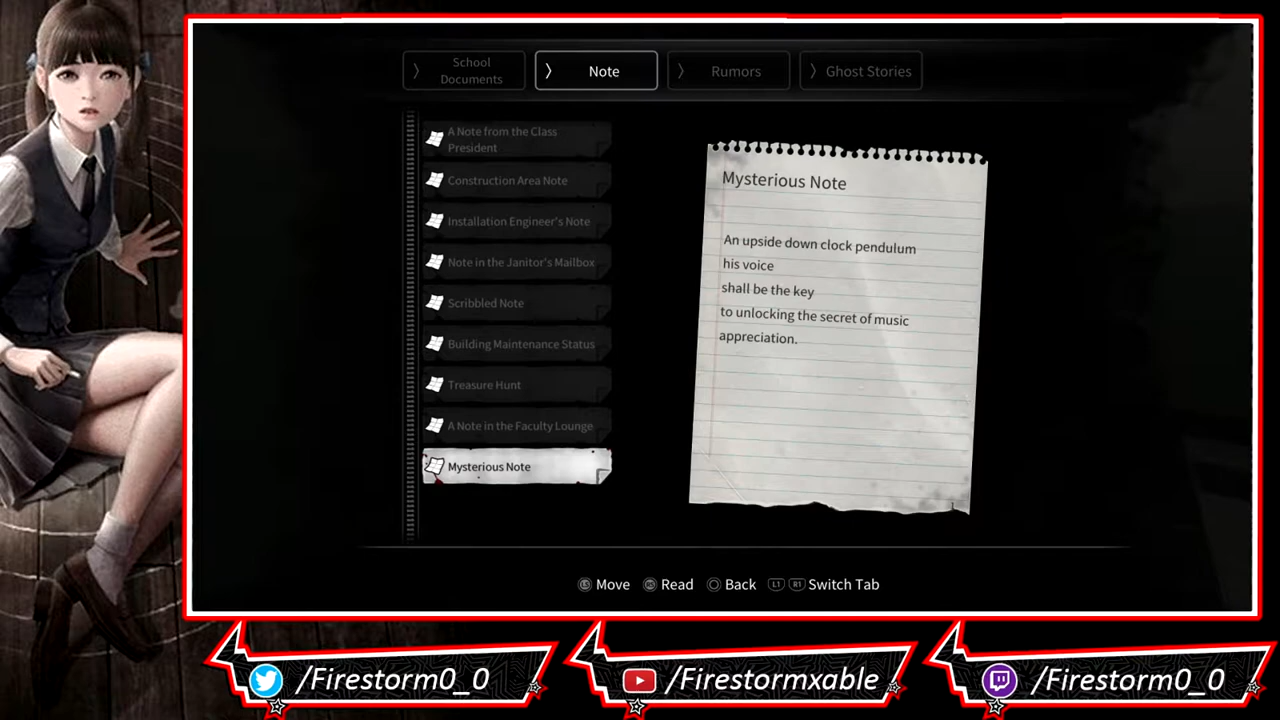 School
Documents
Note
Rumors
Ghost Stories
A Note from the Class
President
Construction Area Note
Installation Engineer's Note
Note in the Janitor's Mailbox
Scribbled Note
Building Maintenance Status
Treasure Hunt
A Note in the Faculty Lounge
Mysterious Note
Mysterious Note
An upside down clock pendulum
his voice
shall be the key
to unlocking the secret of music
appreciation.
Move
Read
Back
L1 R1 Switch Tab
/Firestorm0_0
/Firestormxable
/Firestorm0_0